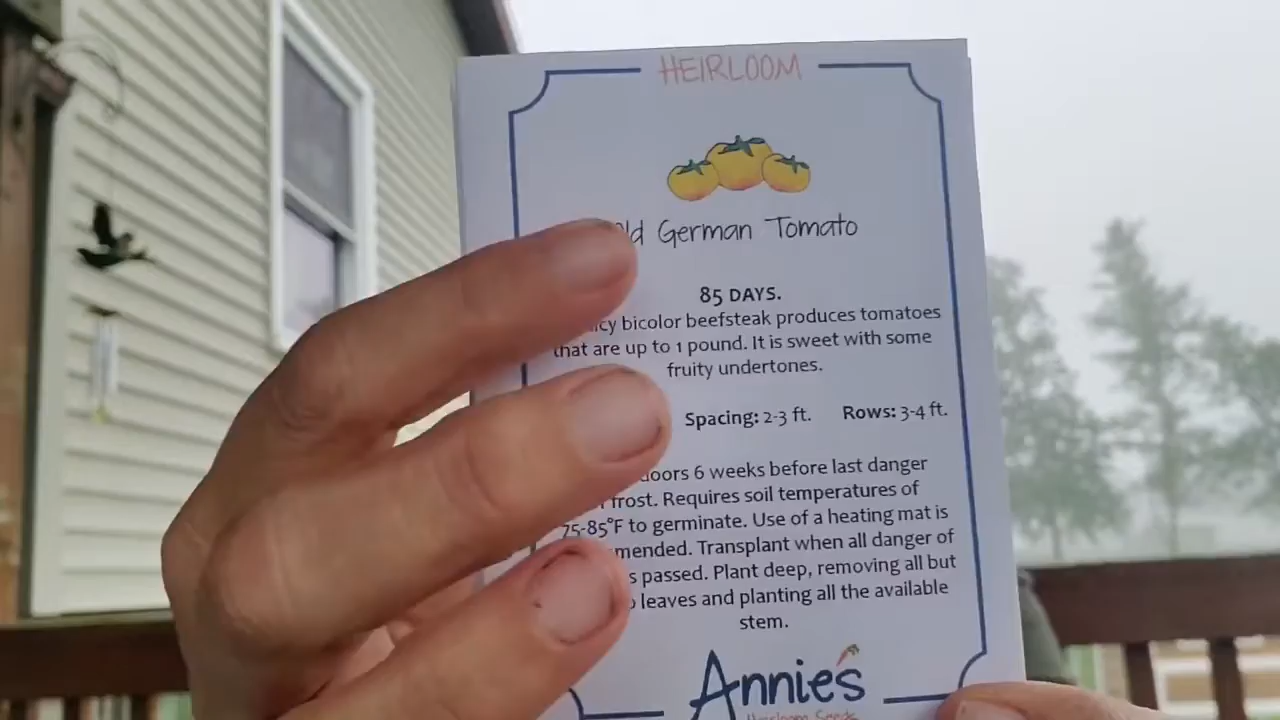 HEIRLOOM
ld German Tomato
85 DAYS.
icy bicolor beefsteak produces tomatoes
that are up to 1 pound. It is sweet with some
fruity undertones.
Spacing: 2-3 ft. Rows: 3-4 ft.
doors 6 weeks before last danger
frost. Requires soil temperatures of
75-85°F to germinate. Use of a heating mat is
mended. Transplant when all danger of
s passed. Plant deep, removing all but
leaves and planting all the available
stem.
Annie's
Heirloom Seeds